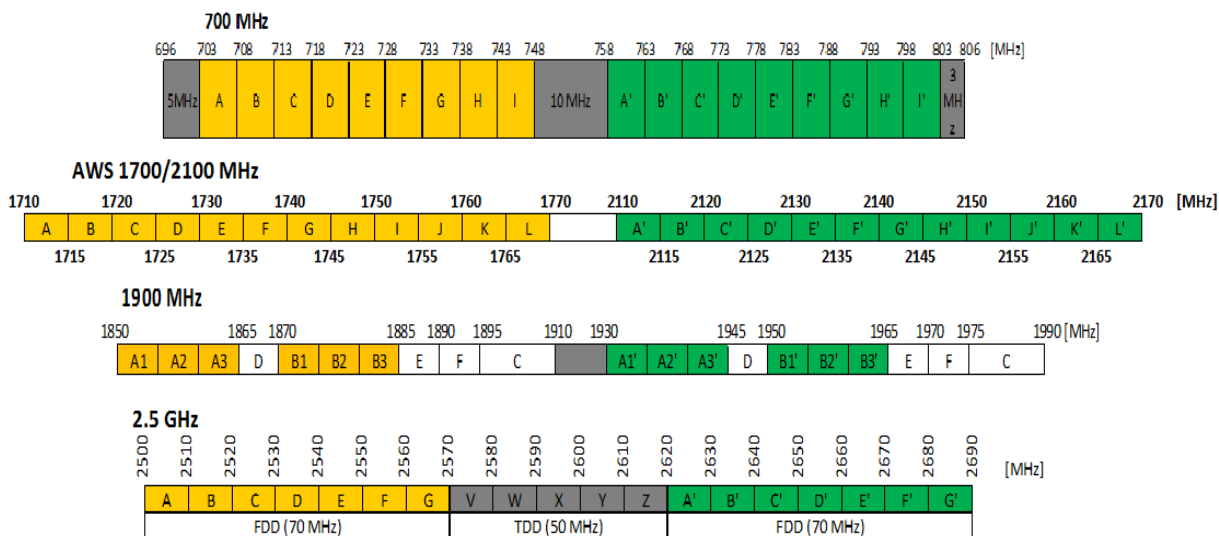 700 MHz
696 703 708 713 718 723 728 733 738 743 748 758 763 768 773 778 783 788 793 798 803 806 [MHz]
5MHz A B C D E F G H I 10 MHz A' B' C' D' E' F' G' H' I' 3 MHz
AWS 1700/2100 MHz
1710 1720 1730 1740 1750 1760 1770 2110 2120 2130 2140 2150 2160 2170 [MHz]
A B C D E F G H I J K L A' B' C' D' E' F' G' H' I' J' K' L'
1715 1725 1735 1745 1755 1765 2115 2125 2135 2145 2155 2165
1900 MHz
1850 1865 1870 1885 1890 1895 1910 1930 1945 1950 1965 1970 1975 1990 [MHz]
A1 A2 A3 D B1 B2 B3 E F C A1' A2' A3' D B1' B2' B3' E F C
2.5 GHz
2500 2510 2520 2530 2540 2550 2560 2570 2580 2590 2600 2610 2620 2630 2640 2650 2660 2670 2680 2690 [MHz]
A B C D E F G V W X Y Z A' B' C' D' E' F' G'
FDD (70 MHz) TDD (50 MHz) FDD (70 MHz)